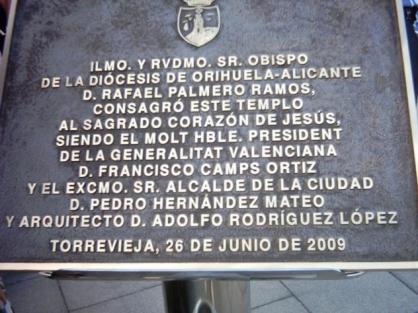 ILMO. Y RVDMO. SR. OBISPO
DE LA DIÓCESIS DE ORIHUELA-ALICANTE
D. RAFAEL PALMERO RAMOS,
CONSAGRÓ ESTE TEMPLO
AL SAGRADO CORAZÓN DE JESÚS,
SIENDO EL MOLT HBLE. PRESIDENT
DE LA GENERALITAT VALENCIANA
D. FRANCISCO CAMPS ORTIZ
Y EL EXCMO. SR. ALCALDE DE LA CIUDAD
D. PEDRO HERNÁNDEZ MATEO
Y ARQUITECTO D. ADOLFO RODRÍGUEZ LÓPEZ
TORREVIEJA, 26 DE JUNIO DE 2009